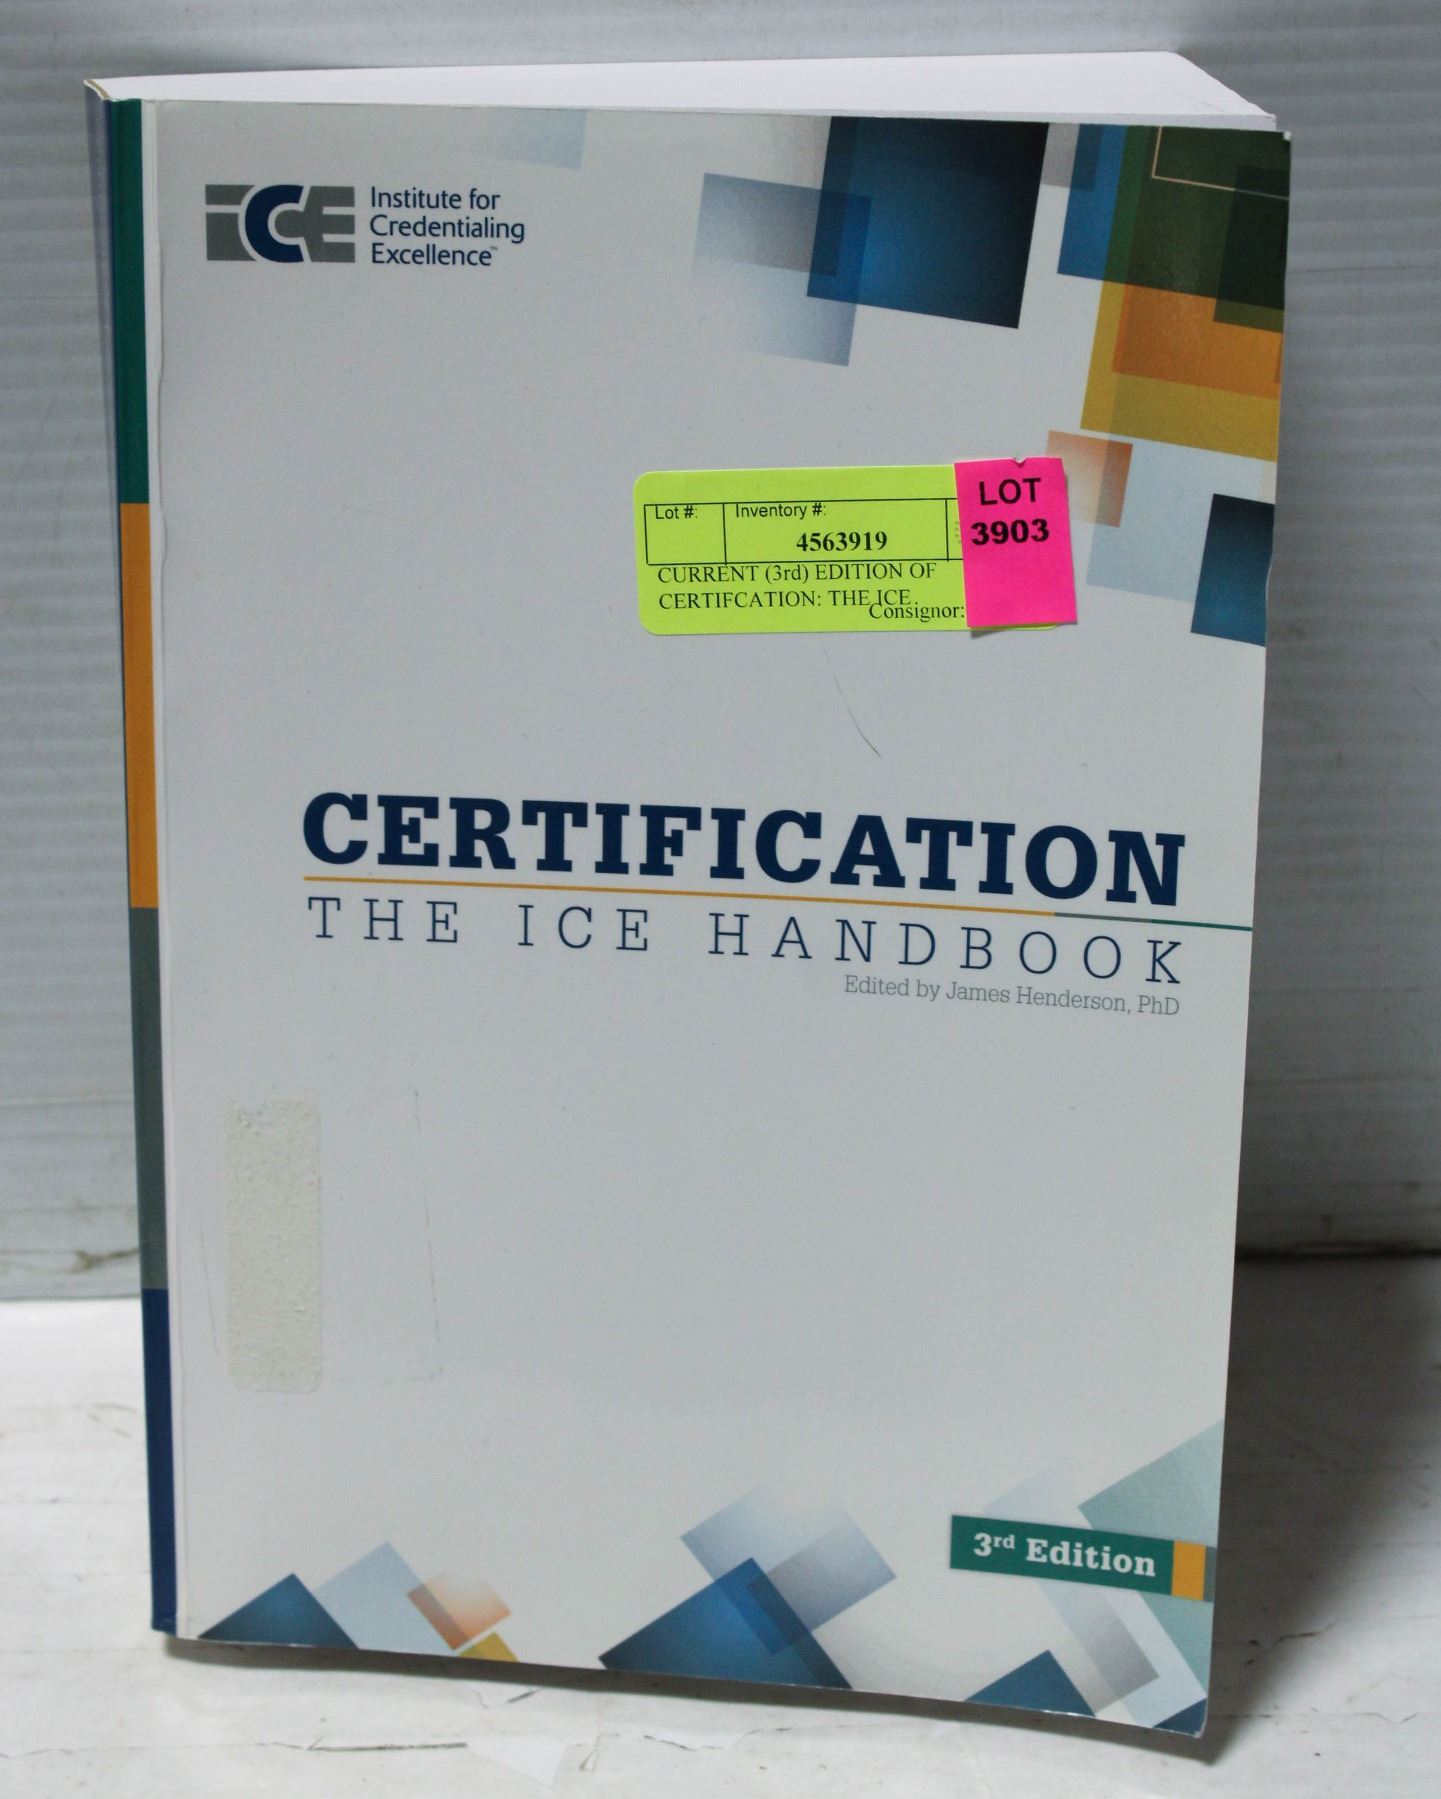 iCE Institute for
Credentialing
Excellence™
Lot #: Inventory #:
4563919
CURRENT (3rd) EDITION OF
CERTIFCATION: THE ICE
Consignor:
LOT
3903
CERTIFICATION
THE ICE HANDBOOK
Edited by James Henderson, PhD
3rd Edition